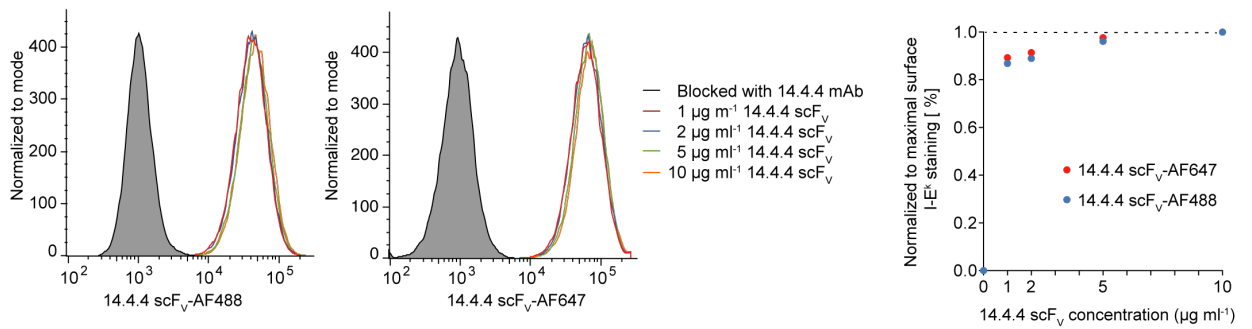 Normalized to mode
400
300
200
100
0
10² 10³ 10⁴ 10⁵
14.4.4 scFV-AF488
Normalized to mode
400
300
200
100
0
10² 10³ 10⁴ 10⁵
14.4.4 scFV-AF647
Blocked with 14.4.4 mAb
1 µg m⁻¹ 14.4.4 scFV
2 µg ml⁻¹ 14.4.4 scFV
5 µg ml⁻¹ 14.4.4 scFV
10 µg ml⁻¹ 14.4.4 scFV
Normalized to maximal surface
I-Eᵏ staining [ %]
1.0
0.8
0.6
0.4
0.2
0.0
14.4.4 scFV-AF647
14.4.4 scFV-AF488
0 1 2 5 10
14.4.4 scFV concentration (µg ml⁻¹)